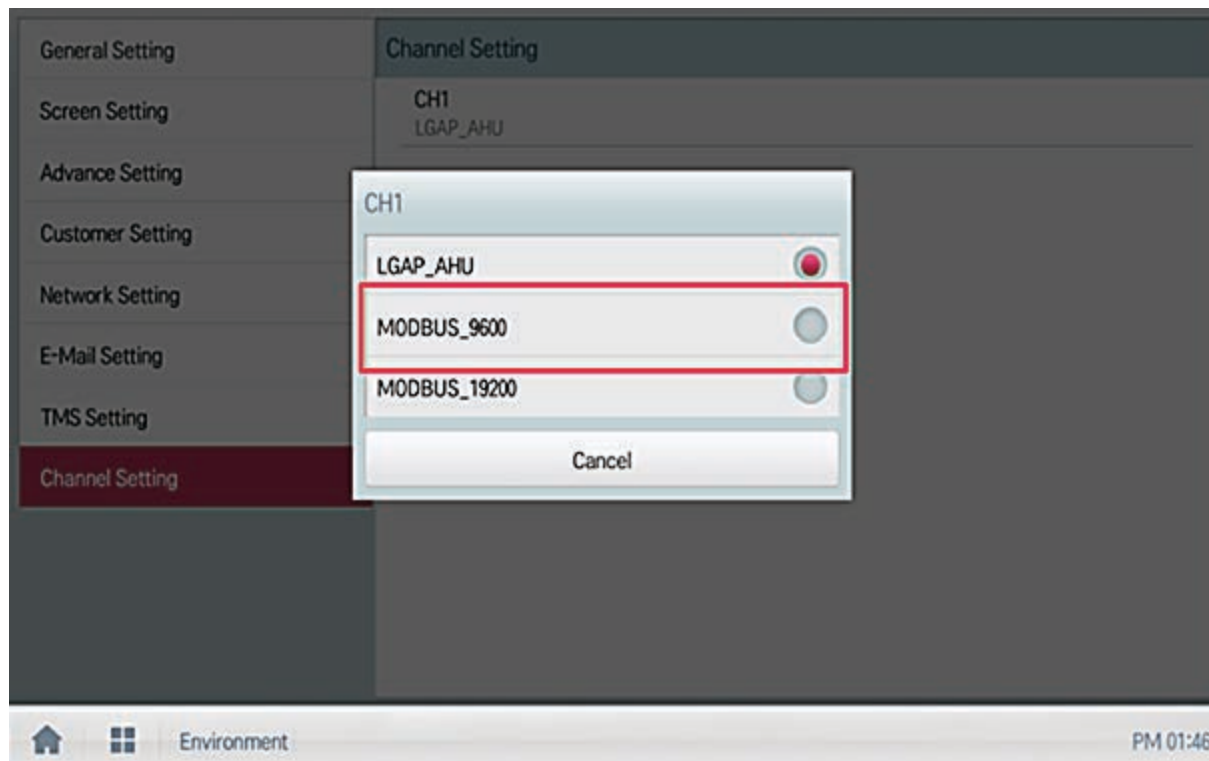 General Setting
Screen Setting
Advance Setting
Customer Setting
Network Setting
E-Mail Setting
TMS Setting
Channel Setting
Channel Setting
CH1
LGAP_AHU
CH1
LGAP_AHU
MODBUS_9600
MODBUS_19200
Cancel
Environment
PM 01:46